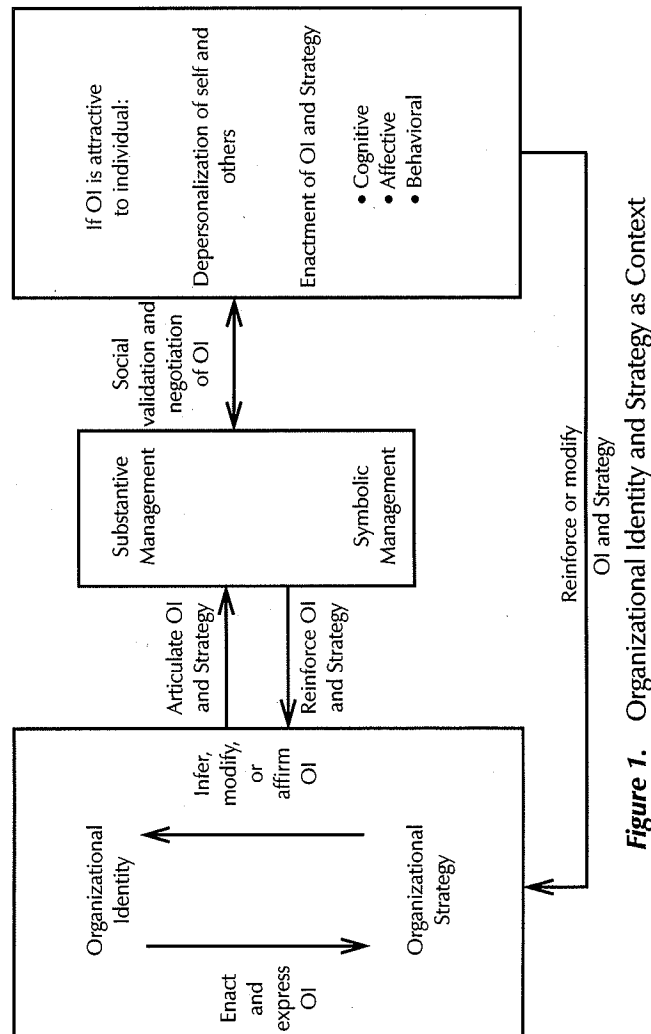 Organizational
Identity
Enact
and
express
OI
Infer,
modify,
or
affirm
OI
Organizational
Strategy
Articulate OI
and Strategy
Reinforce OI
and Strategy
Substantive
Management
Symbolic
Management
Social
validation and
negotiation
of OI
If OI is attractive
to individual:
Depersonalization of self and
others
Enactment of OI and Strategy
• Cognitive
• Affective
• Behavioral
Reinforce or modify
OI and Strategy
Figure 1. Organizational Identity and Strategy as Context